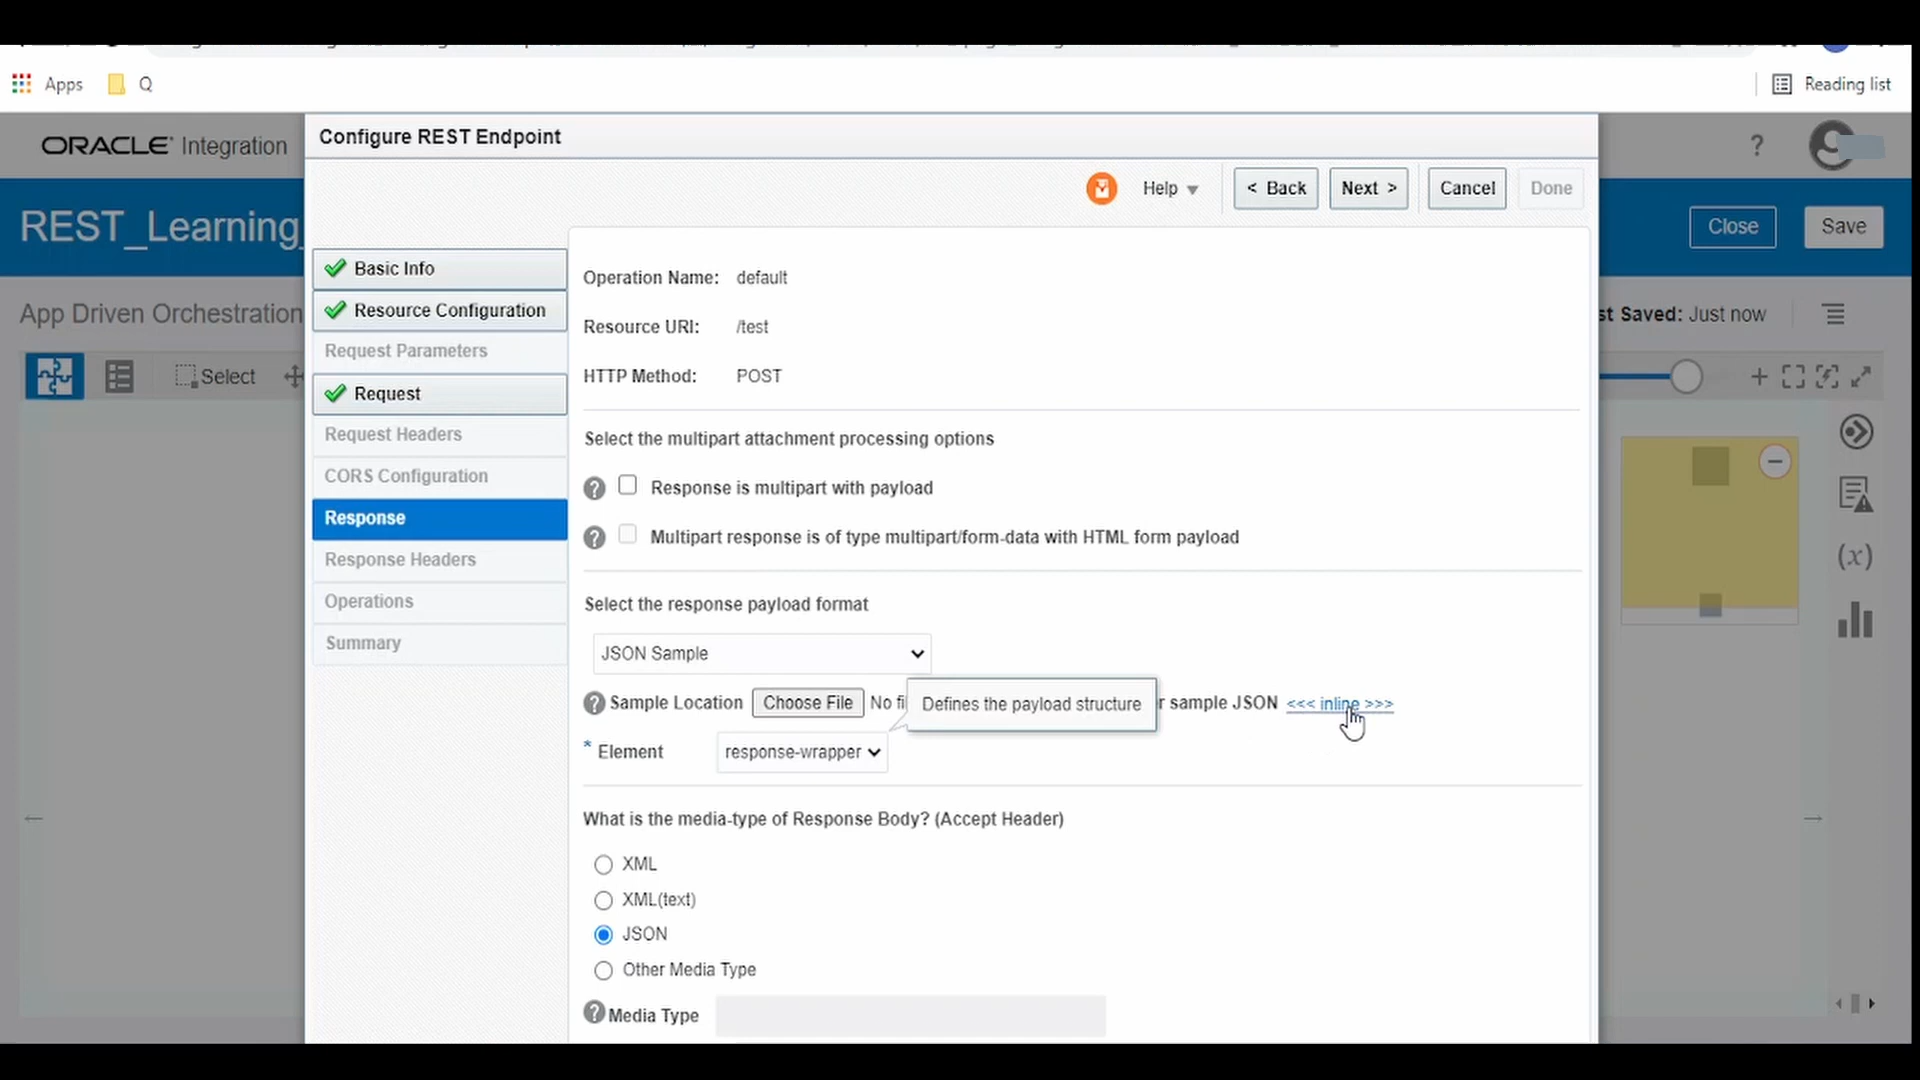 Apps
Q
Reading list
ORACLE Integration
?
Configure REST Endpoint
Help
< Back
Next >
Cancel
Done
REST_Learning_
Close
Save
App Driven Orchestration
st Saved: Just now
Select
Basic Info
Resource Configuration
Request Parameters
Request
Request Headers
CORS Configuration
Response
Response Headers
Operations
Summary
Operation Name: default
Resource URI: /test
HTTP Method: POST
Select the multipart attachment processing options
? Response is multipart with payload
? Multipart response is of type multipart/form-data with HTML form payload
Select the response payload format
JSON Sample
? Sample Location Choose File No fi Defines the payload structure r sample JSON <<< inline >>>
* Element response-wrapper
What is the media-type of Response Body? (Accept Header)
XML
XML(text)
JSON
Other Media Type
? Media Type
(x)